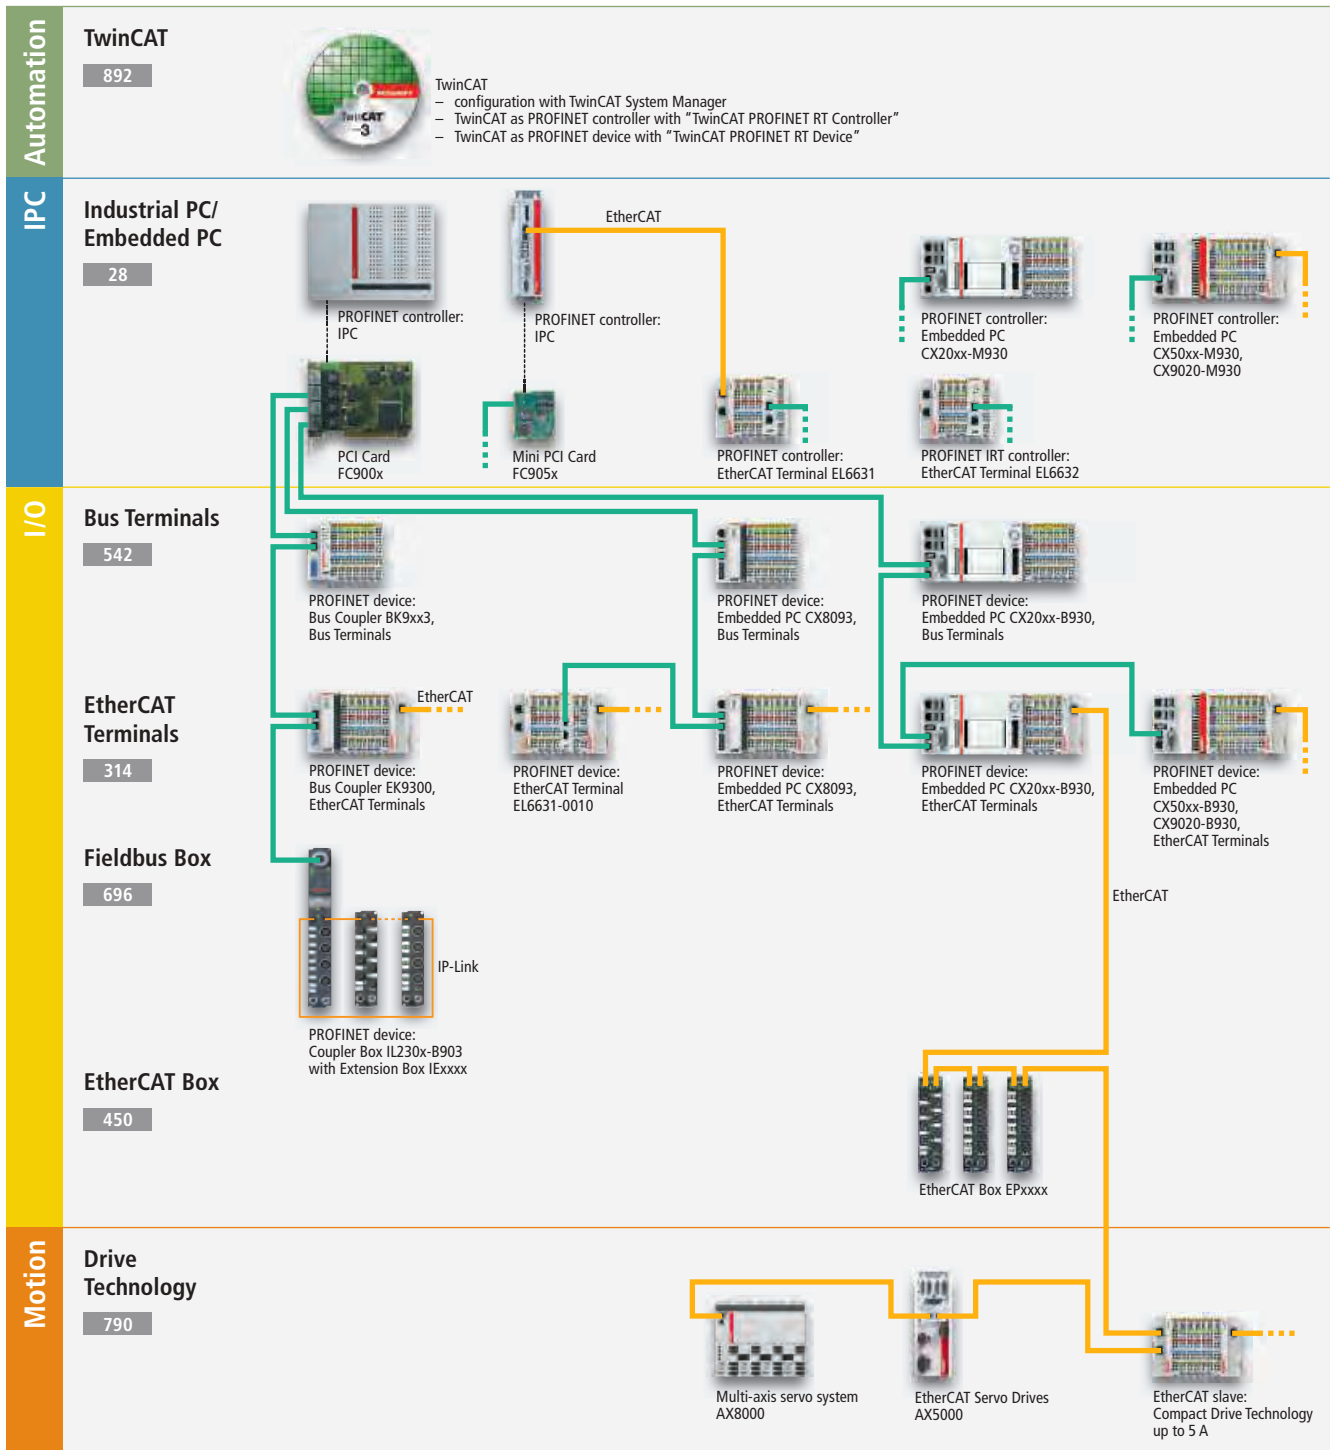 Automation
TwinCAT
892
TwinCAT
3
TwinCAT
– configuration with TwinCAT System Manager
– TwinCAT as PROFINET controller with “TwinCAT PROFINET RT Controller”
– TwinCAT as PROFINET device with “TwinCAT PROFINET RT Device”
IPC
Industrial PC/
Embedded PC
28
EtherCAT
PROFINET controller:
IPC
PROFINET controller:
IPC
PROFINET controller:
Embedded PC
CX20xx-M930
PROFINET controller:
Embedded PC
CX50xx-M930,
CX9020-M930
PCI Card
FC900x
Mini PCI Card
FC905x
PROFINET controller:
EtherCAT Terminal EL6631
PROFINET IRT controller:
EtherCAT Terminal EL6632
I/O
Bus Terminals
542
PROFINET device:
Bus Coupler BK9xx3,
Bus Terminals
PROFINET device:
Embedded PC CX8093,
Bus Terminals
PROFINET device:
Embedded PC CX20xx-B930,
Bus Terminals
EtherCAT
Terminals
314
EtherCAT
PROFINET device:
Bus Coupler EK9300,
EtherCAT Terminals
PROFINET device:
EtherCAT Terminal
EL6631-0010
PROFINET device:
Embedded PC CX8093,
EtherCAT Terminals
PROFINET device:
Embedded PC CX20xx-B930,
EtherCAT Terminals
PROFINET device:
Embedded PC
CX50xx-B930,
CX9020-B930,
EtherCAT Terminals
Fieldbus Box
696
EtherCAT
IP-Link
PROFINET device:
Coupler Box IL230x-B903
with Extension Box IExxxx
EtherCAT Box
450
EtherCAT Box EPxxxx
Motion
Drive
Technology
790
Multi-axis servo system
AX8000
EtherCAT Servo Drives
AX5000
EtherCAT slave:
Compact Drive Technology
up to 5 A